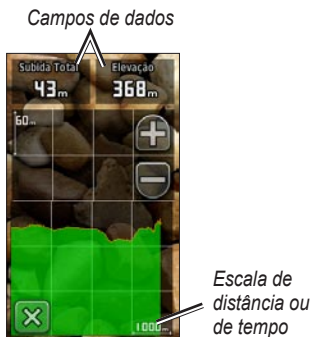 Campos de dados
Subida Total Elevação
43m 368m
60m
1000m
Escala de
distância ou
de tempo